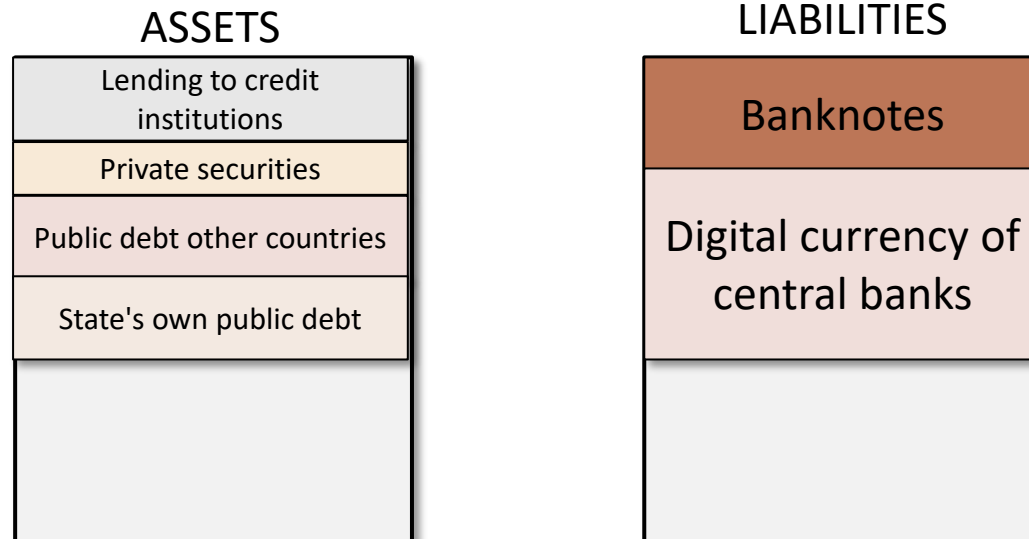 ASSETS
Lending to credit
institutions
Private securities
Public debt other countries
State's own public debt
LIABILITIES
Banknotes
Digital currency of
central banks